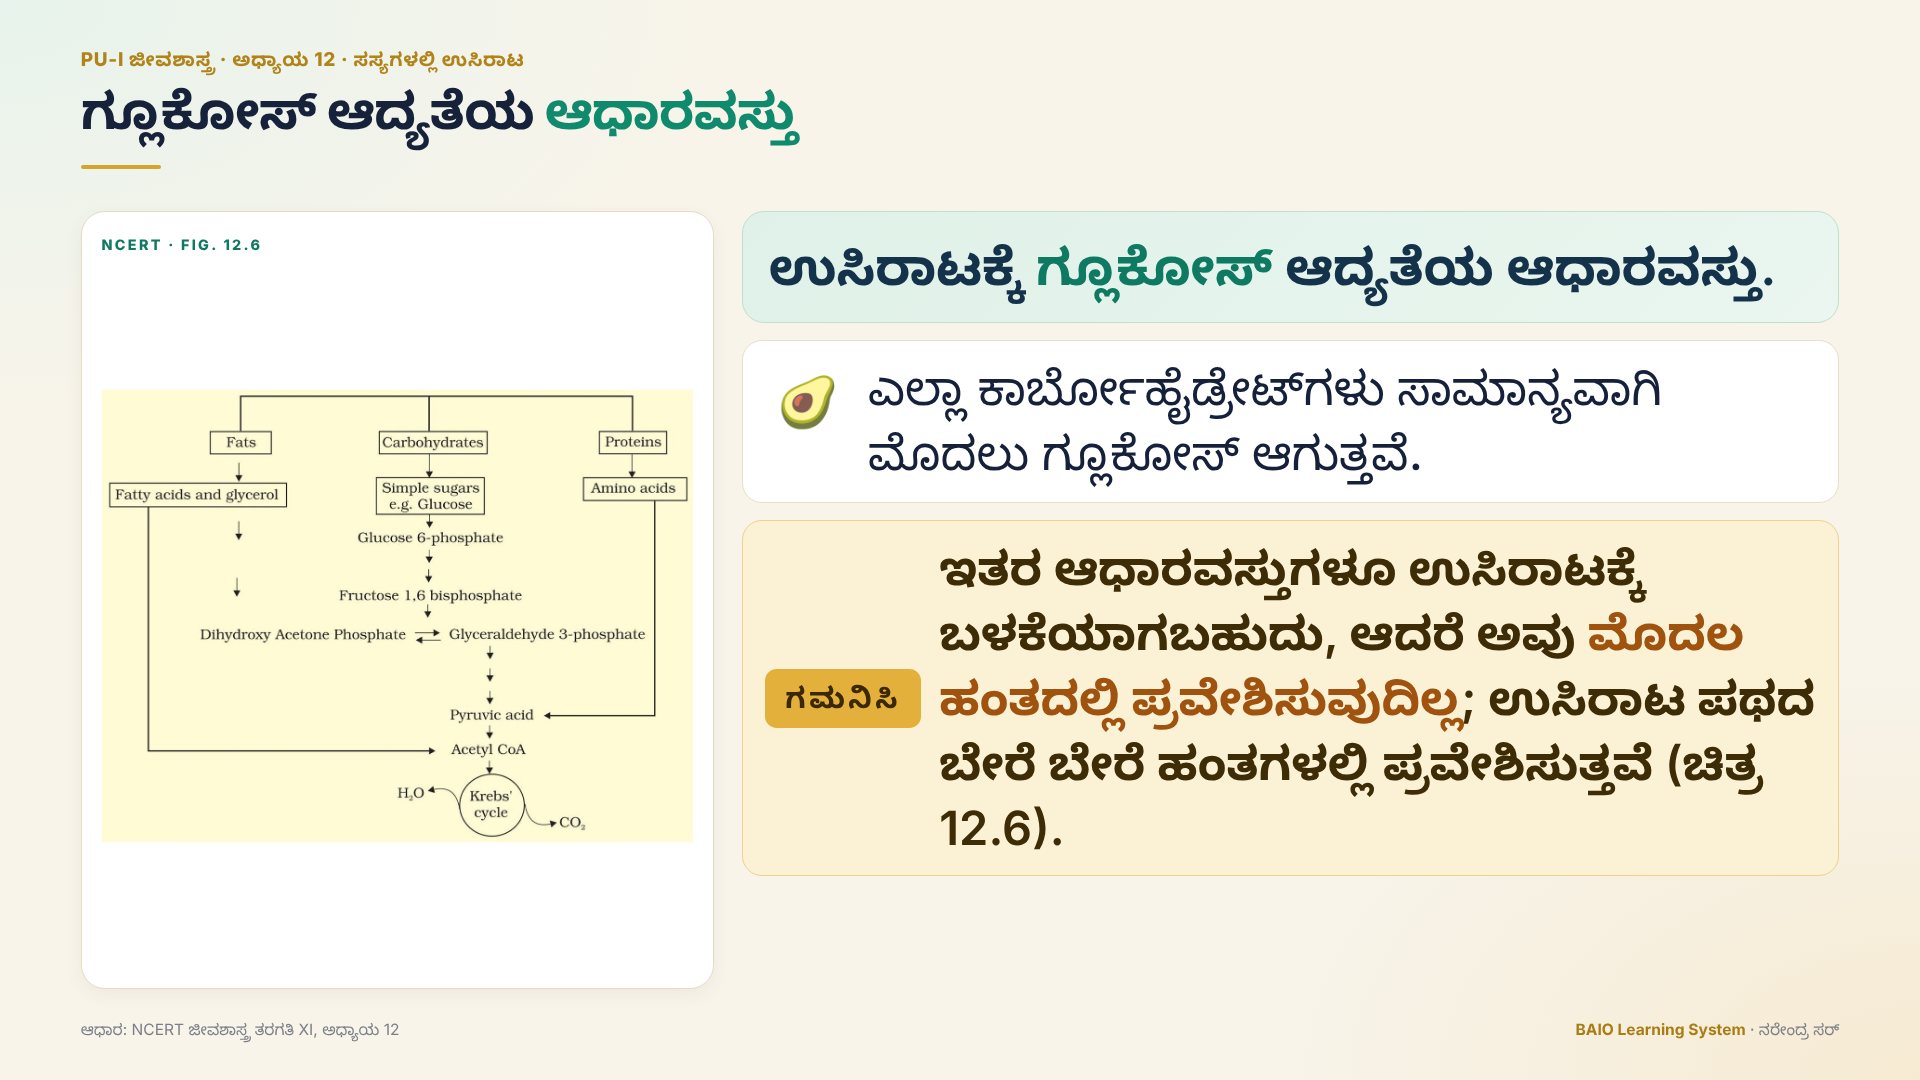 PU-I ಜೀವಶಾಸ್ತ್ರ · ಅಧ್ಯಾಯ 12 · ಸಸ್ಯಗಳಲ್ಲಿ ಉಸಿರಾಟ
ಗ್ಲೂಕೋಸ್ ಆದ್ಯತೆಯ ಆಧಾರವಸ್ತು
NCERT · FIG. 12.6
Fats
Carbohydrates
Proteins
Fatty acids and glycerol
Simple sugars
e.g. Glucose
Amino acids
Glucose 6-phosphate
Fructose 1,6 bisphosphate
Dihydroxy Acetone Phosphate
Glyceraldehyde 3-phosphate
Pyruvic acid
Acetyl CoA
H₂O
Krebs'
cycle
CO₂
ಉಸಿರಾಟಕ್ಕೆ ಗ್ಲೂಕೋಸ್ ಆದ್ಯತೆಯ ಆಧಾರವಸ್ತು.
ಎಲ್ಲಾ ಕಾರ್ಬೋಹೈಡ್ರೇಟ್‌ಗಳು ಸಾಮಾನ್ಯವಾಗಿ
ಮೊದಲು ಗ್ಲೂಕೋಸ್ ಆಗುತ್ತವೆ.
ಗಮನಿಸಿ
ಇತರ ಆಧಾರವಸ್ತುಗಳೂ ಉಸಿರಾಟಕ್ಕೆ
ಬಳಕೆಯಾಗಬಹುದು, ಆದರೆ ಅವು ಮೊದಲ
ಹಂತದಲ್ಲಿ ಪ್ರವೇಶಿಸುವುದಿಲ್ಲ; ಉಸಿರಾಟ ಪಥದ
ಬೇರೆ ಬೇರೆ ಹಂತಗಳಲ್ಲಿ ಪ್ರವೇಶಿಸುತ್ತವೆ (ಚಿತ್ರ
12.6).
ಆಧಾರ: NCERT ಜೀವಶಾಸ್ತ್ರ ತರಗತಿ XI, ಅಧ್ಯಾಯ 12
BAIO Learning System · ನರೇಂದ್ರ ಸರ್